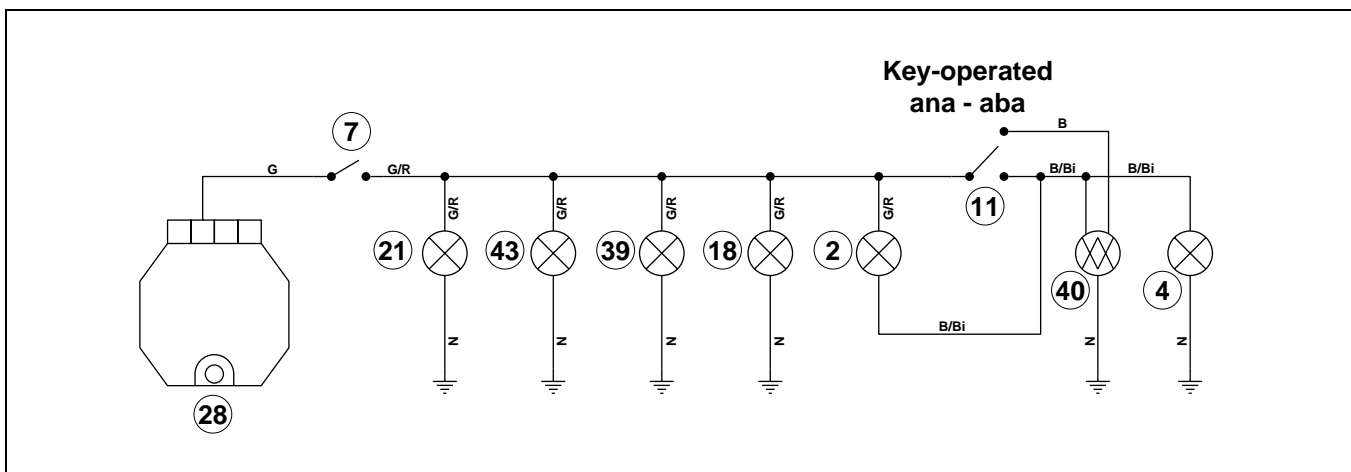 Key-operated
ana - aba
7
B
G
G/R
B/Bi
B/Bi
11
G/R
G/R
G/R
G/R
G/R
21
43
39
18
2
40
4
B/Bi
N
N
N
N
N
N
28